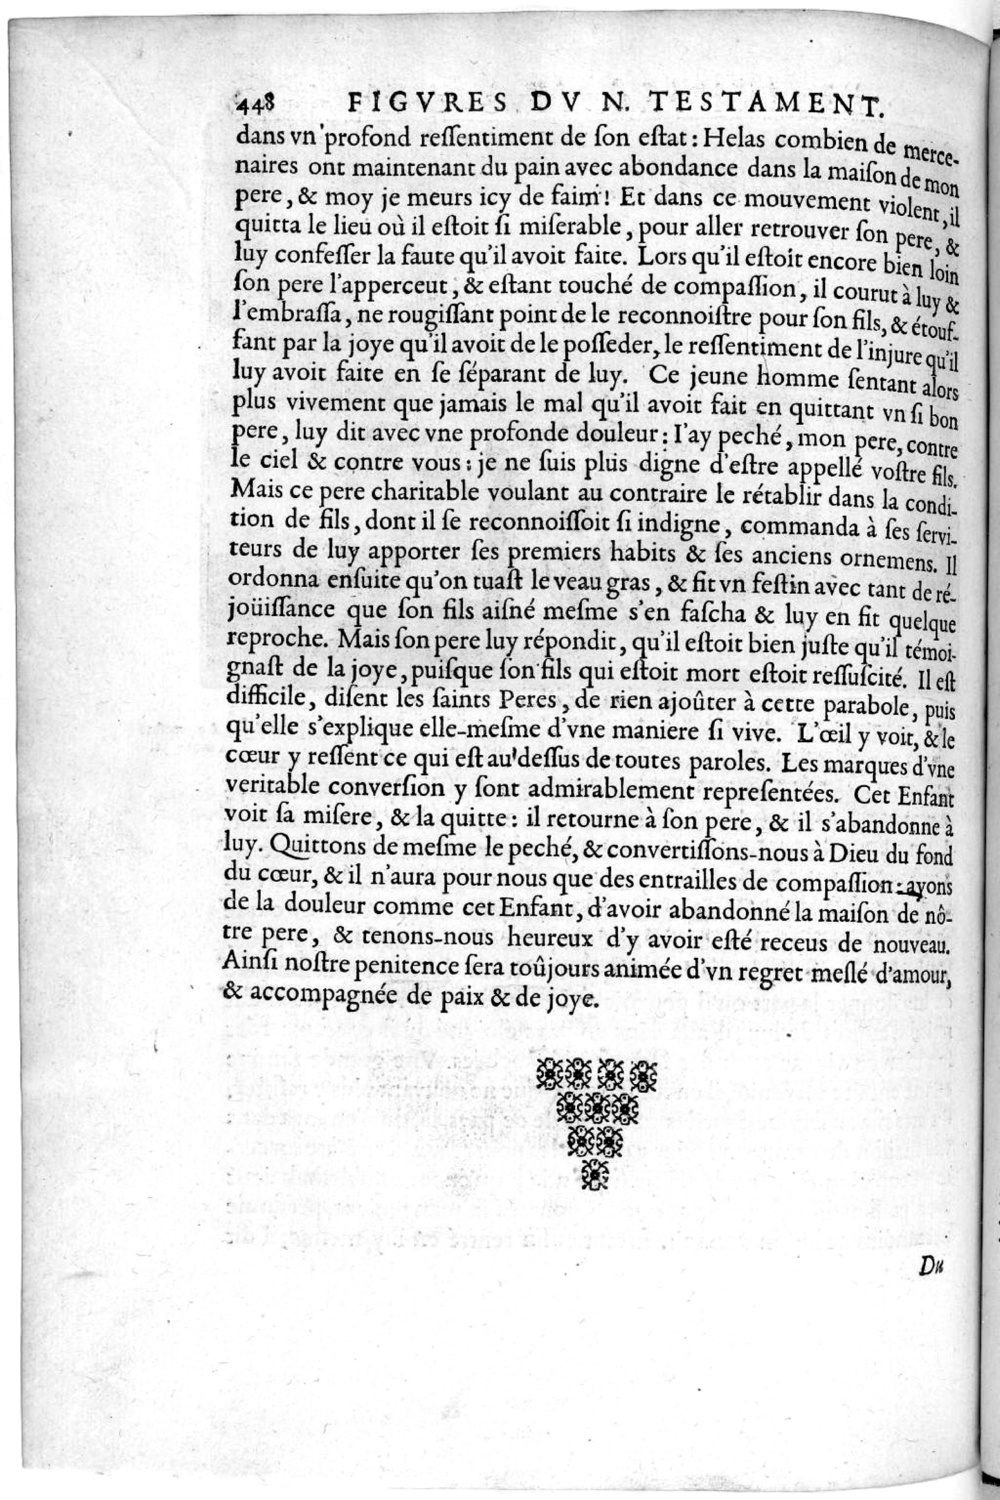 448 FIGVRES DV N. TESTAMENT.
dans vn profond reſſentiment de ſon eſtat : Helas combien de merce-
naires ont maintenant du pain avec abondance dans la maiſon de mon
pere, & moy je meurs icy de faim ! Et dans ce mouvement violent, il
quitta le lieu où il eſtoit ſi miſerable, pour aller retrouver ſon pere, &
luy confeſſer la faute qu'il avoit faite. Lors qu'il eſtoit encore bien loin
ſon pere l'apperceut, & eſtant touché de compaſſion, il courut à luy &
l'embraſſa, ne rougiſſant point de le reconnoiſtre pour ſon fils, & étouf-
fant par la joye qu'il avoit de le poſſeder, le reſſentiment de l'injure qu'il
luy avoit faite en ſe ſéparant de luy. Ce jeune homme ſentant alors
plus vivement que jamais le mal qu'il avoit fait en quittant vn ſi bon
pere, luy dit avec vne profonde douleur : I'ay peché, mon pere, contre
le ciel & contre vous : je ne ſuis plus digne d'eſtre appellé voſtre fils.
Mais ce pere charitable voulant au contraire le rétablir dans la condi-
tion de fils, dont il ſe reconnoiſſoit ſi indigne, commanda à ſes ſervi-
teurs de luy apporter ſes premiers habits & ſes anciens ornemens. Il
ordonna enſuite qu'on tuaſt le veau gras, & fit vn feſtin avec tant de ré-
joüiſſance que ſon fils aiſné meſme s'en faſcha & luy en fit quelque
reproche. Mais ſon pere luy répondit, qu'il eſtoit bien juſte qu'il témoi-
gnaſt de la joye, puiſque ſon fils qui eſtoit mort eſtoit reſſuſcité. Il eſt
difficile, diſent les ſaints Peres, de rien ajoûter à cette parabole, puis
qu'elle s'explique elle-meſme d'vne maniere ſi vive. L'œil y voit, & le
cœur y reſſent ce qui eſt au'deſſus de toutes paroles. Les marques d'vne
veritable converſion y ſont admirablement repreſentées. Cet Enfant
voit ſa miſere, & la quitte : il retourne à ſon pere, & il s'abandonne à
luy. Quittons de meſme le peché, & convertiſſons-nous à Dieu du fond
du cœur, & il n'aura pour nous que des entrailles de compaſſion : ayons
de la douleur comme cet Enfant, d'avoir abandonné la maiſon de nô-
tre pere, & tenons-nous heureux d'y avoir eſté receus de nouveau.
Ainſi noſtre penitence ſera toûjours animée d'vn regret meſlé d'amour,
& accompagnée de paix & de joye.
Du